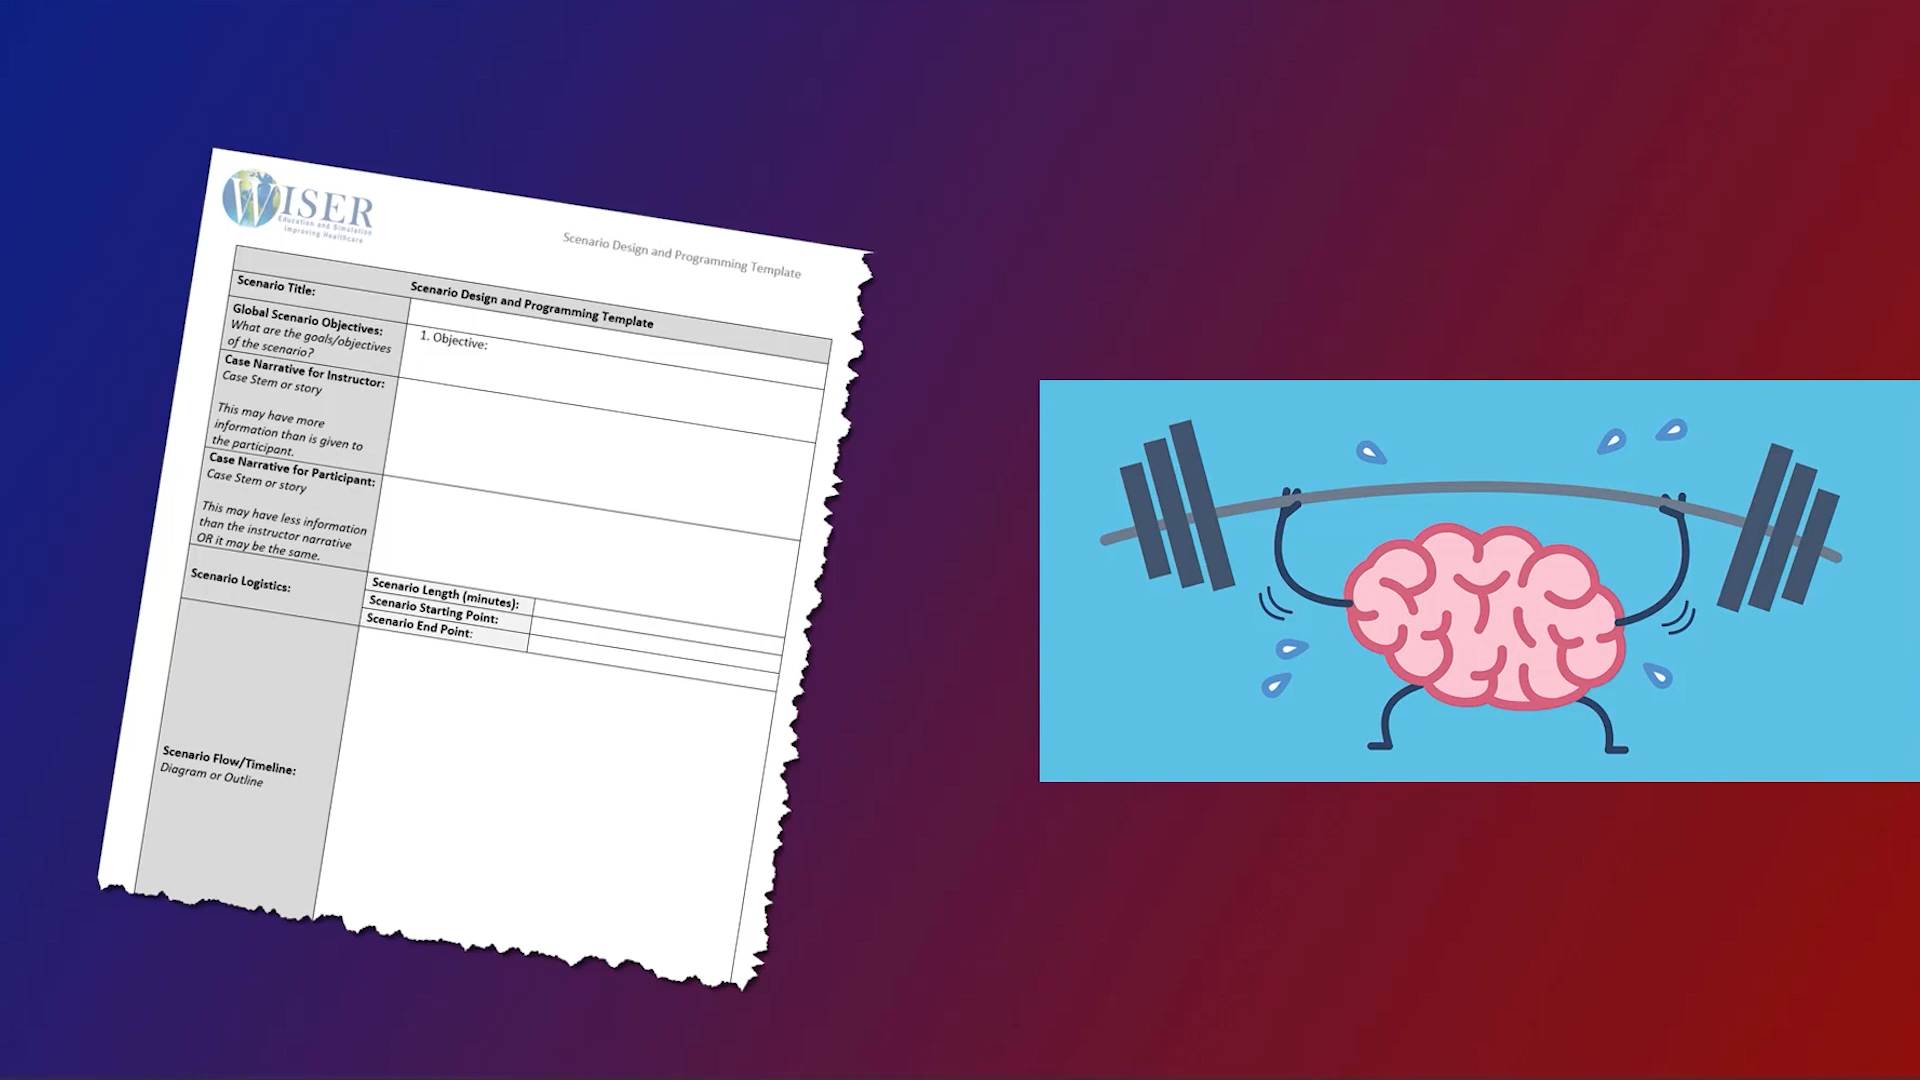 WISER
Education and Simulation
Improving Healthcare
Scenario Design and Programming Template
Scenario Design and Programming Template
Scenario Title:
Global Scenario Objectives:
What are the goals/objectives
of the scenario?
1. Objective:
Case Narrative for Instructor:
Case Stem or story
This may have more
information than is given to
the participant.
Case Narrative for Participant:
Case Stem or story
This may have less information
than the instructor narrative
OR it may be the same.
Scenario Logistics:
Scenario Length (minutes):
Scenario Starting Point:
Scenario End Point:
Scenario Flow/Timeline:
Diagram or Outline